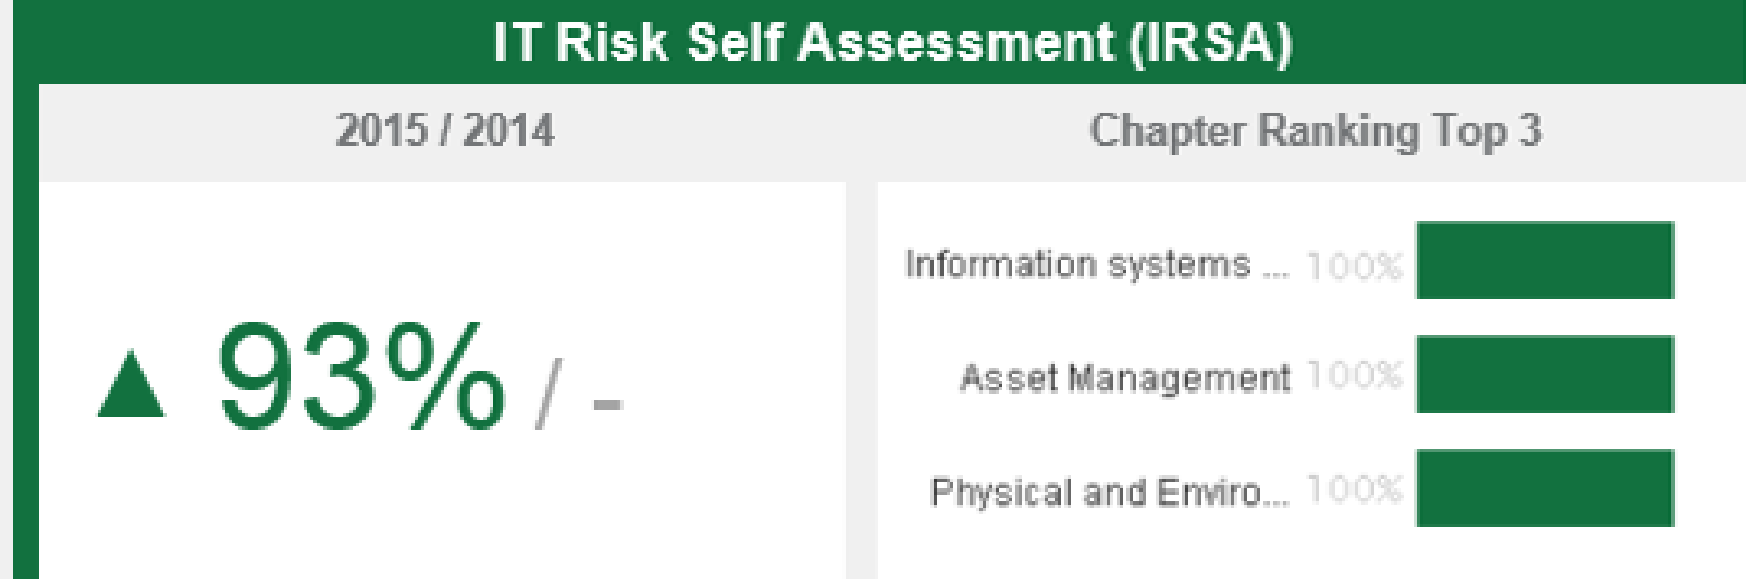 IT Risk Self Assessment (IRSA)
2015 / 2014
Chapter Ranking Top 3
▲ 93% / -
Information systems ... 100%
Asset Management 100%
Physical and Enviro... 100%